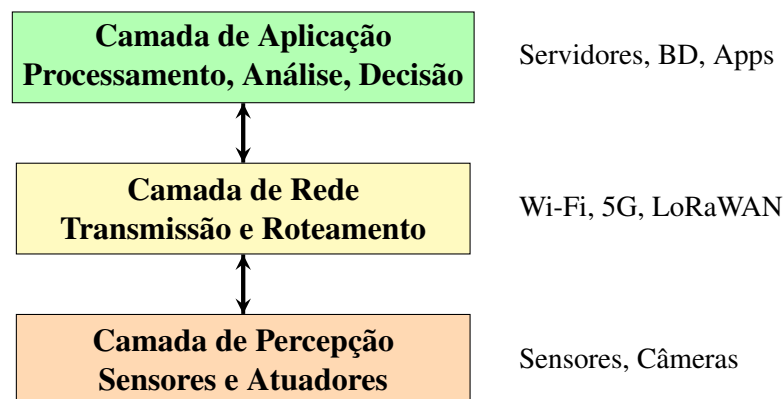 Camada de Aplicação
Processamento, Análise, Decisão
Servidores, BD, Apps
Camada de Rede
Transmissão e Roteamento
Wi-Fi, 5G, LoRaWAN
Camada de Percepção
Sensores e Atuadores
Sensores, Câmeras